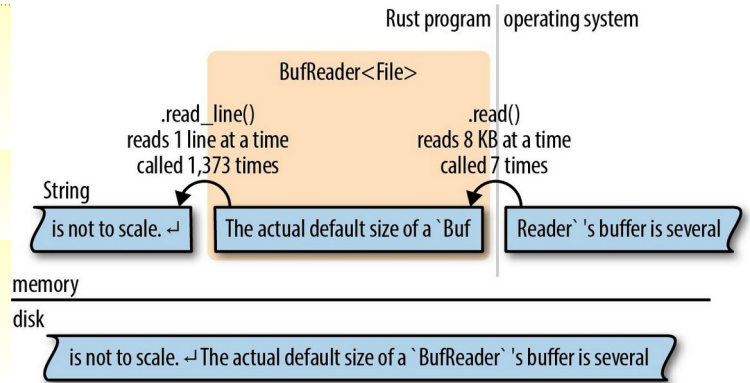 Rust program
operating system
BufReader<File>
.read_line()
reads 1 line at a time
called 1,373 times
.read()
reads 8 KB at a time
called 7 times
String
is not to scale. ↵
The actual default size of a `Buf
Reader` 's buffer is several
memory
disk
is not to scale. ↵The actual default size of a `BufReader` 's buffer is several